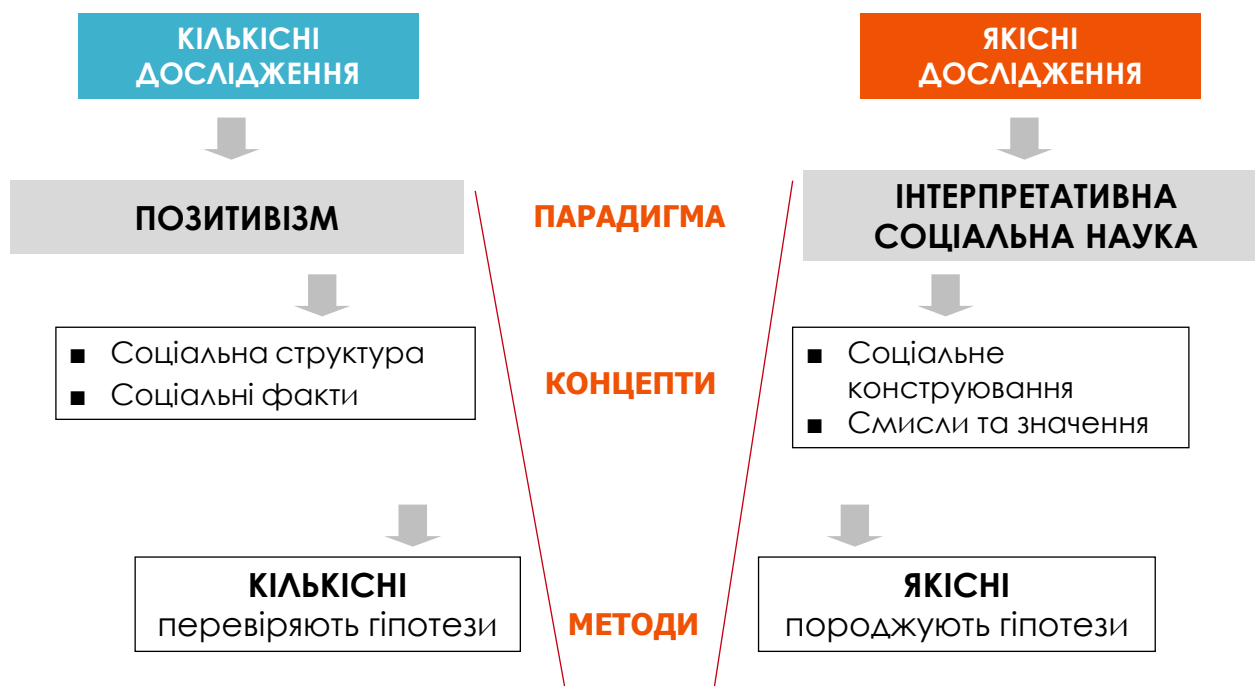 КІЛЬКІСНІ
ДОСЛІДЖЕННЯ
ЯКІСНІ
ДОСЛІДЖЕННЯ
ПОЗИТИВІЗМ
ПАРАДИГМА
ІНТЕРПРЕТАТИВНА
СОЦІАЛЬНА НАУКА
■ Соціальна структура
■ Соціальні факти
КОНЦЕПТИ
■ Соціальне
конструювання
■ Смисли та значення
КІЛЬКІСНІ
перевіряють гіпотези
МЕТОДИ
ЯКІСНІ
породжують гіпотези